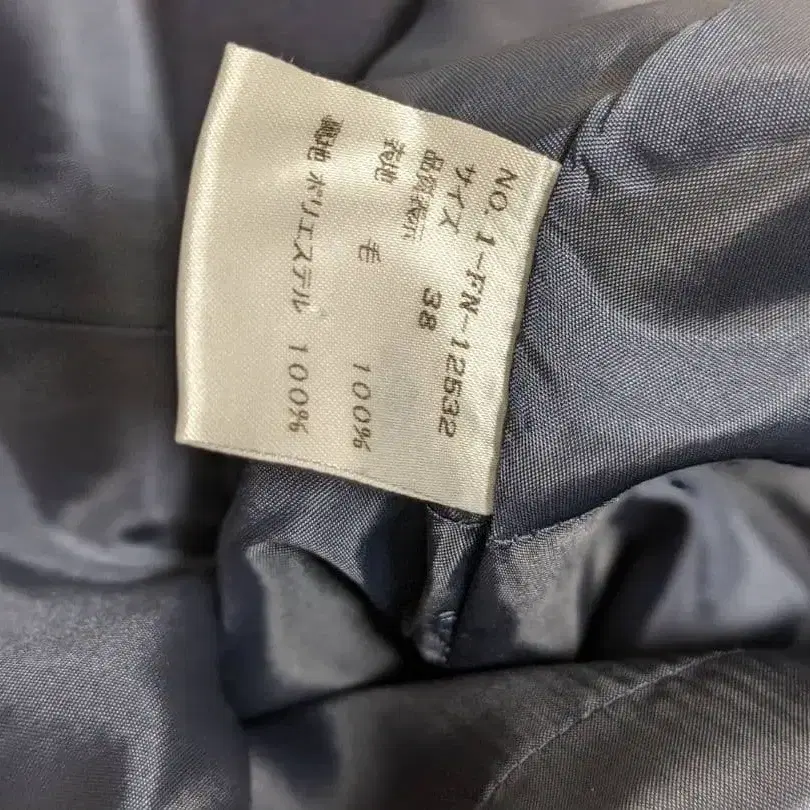 NO. 1-FN-12532
サイズ 38
品質表示
表地 毛 100%
裏地 ポリエステル 100%